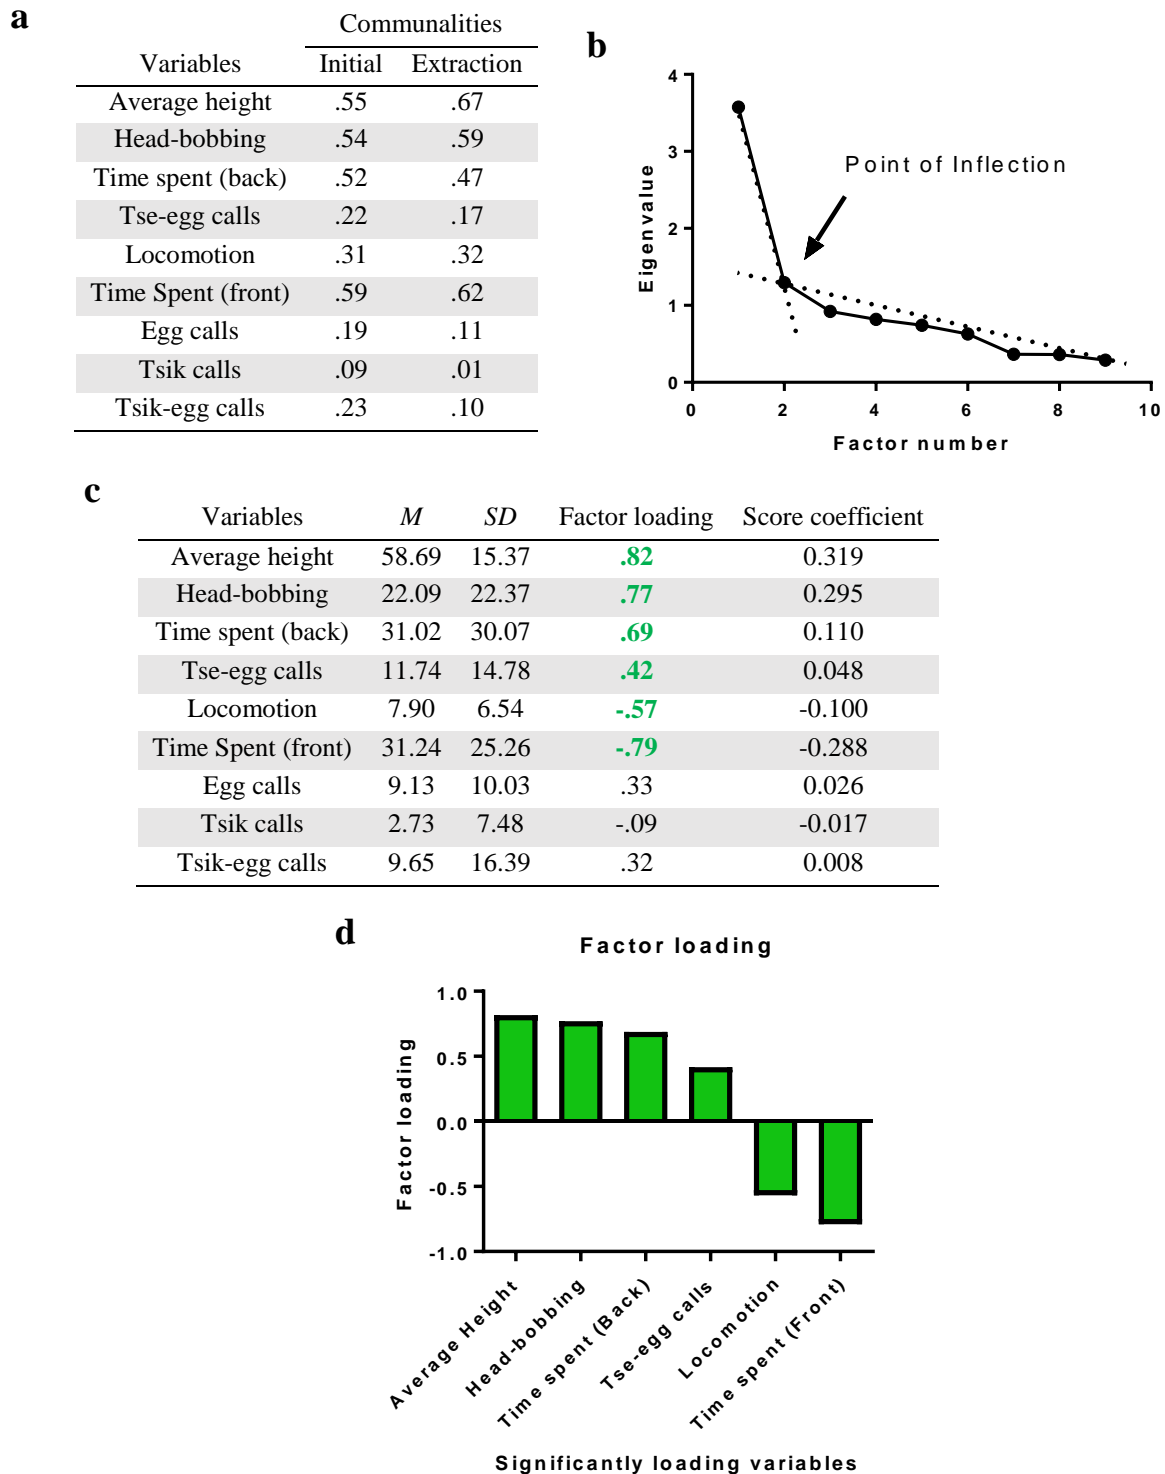 a
Communalities
Variables Initial Extraction
Average height .55 .67
Head-bobbing .54 .59
Time spent (back) .52 .47
Tse-egg calls .22 .17
Locomotion .31 .32
Time Spent (front) .59 .62
Egg calls .19 .11
Tsik calls .09 .01
Tsik-egg calls .23 .10
b
4
3
2
1
0
Eigenvalue
Point of Inflection
0 2 4 6 8 10
Factor number
c
Variables M SD Factor loading Score coefficient
Average height 58.69 15.37 .82 0.319
Head-bobbing 22.09 22.37 .77 0.295
Time spent (back) 31.02 30.07 .69 0.110
Tse-egg calls 11.74 14.78 .42 0.048
Locomotion 7.90 6.54 -.57 -0.100
Time Spent (front) 31.24 25.26 -.79 -0.288
Egg calls 9.13 10.03 .33 0.026
Tsik calls 2.73 7.48 -.09 -0.017
Tsik-egg calls 9.65 16.39 .32 0.008
d
Factor loading
1.0
0.5
0.0
-0.5
-1.0
Factor loading
Average Height
Head-bobbing
Time spent (Back)
Tse-egg calls
Locomotion
Time spent (Front)
Significantly loading variables